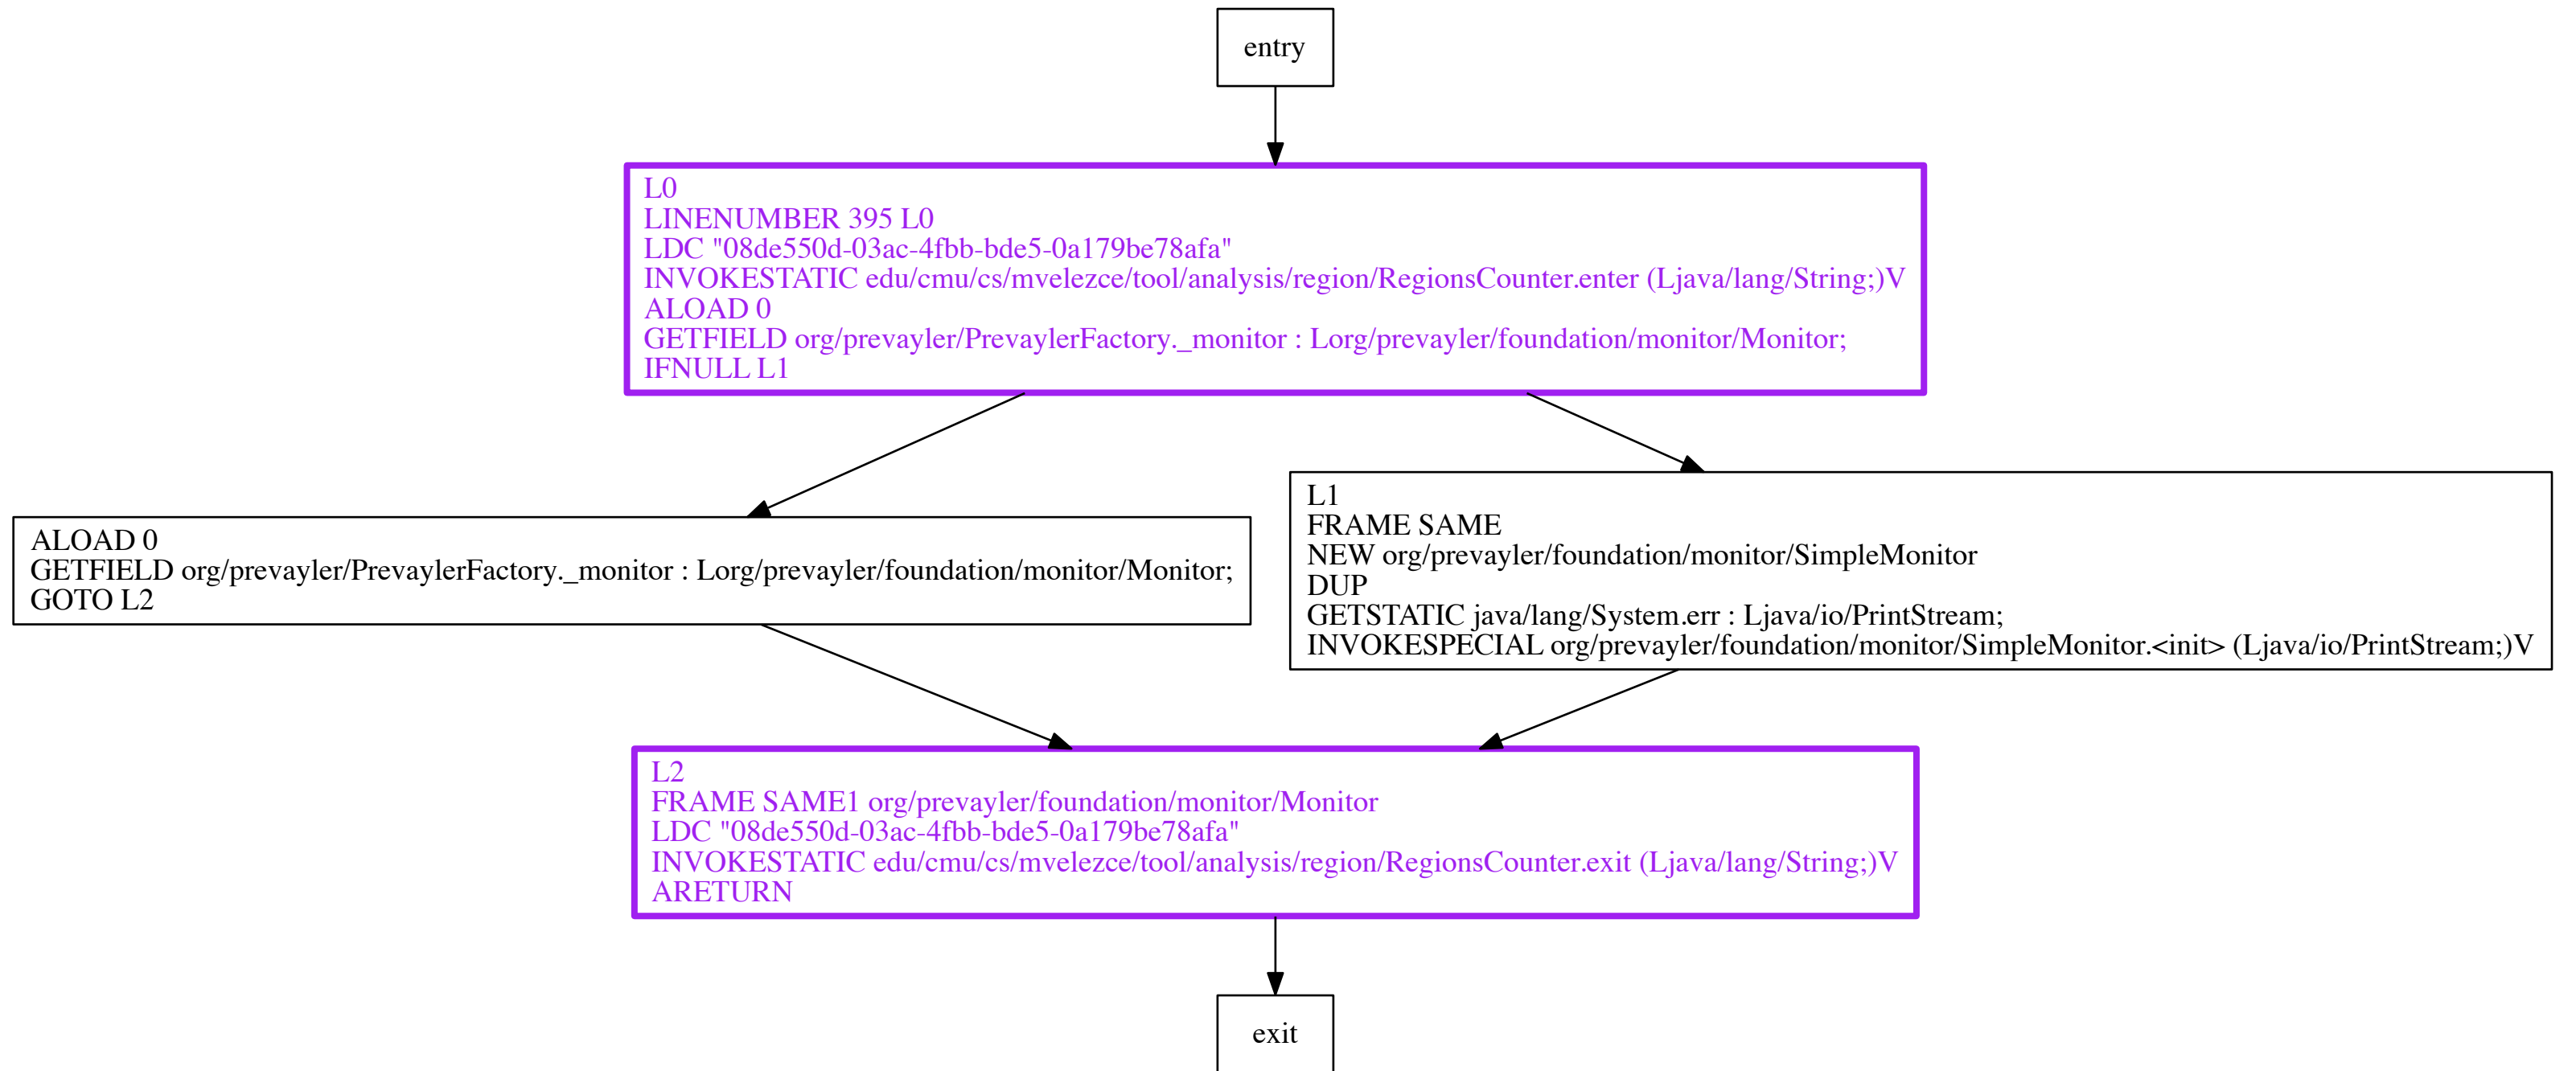 entry
L0
LINENUMBER 395 L0
LDC "08de550d-03ac-4fbb-bde5-0a179be78afa"
INVOKESTATIC edu/cmu/cs/mvelezce/tool/analysis/region/RegionsCounter.enter (Ljava/lang/String;)V
ALOAD 0
GETFIELD org/prevayler/PrevaylerFactory._monitor : Lorg/prevayler/foundation/monitor/Monitor;
IFNULL L1
ALOAD 0
GETFIELD org/prevayler/PrevaylerFactory._monitor : Lorg/prevayler/foundation/monitor/Monitor;
GOTO L2
L1
FRAME SAME
NEW org/prevayler/foundation/monitor/SimpleMonitor
DUP
GETSTATIC java/lang/System.err : Ljava/io/PrintStream;
INVOKESPECIAL org/prevayler/foundation/monitor/SimpleMonitor.<init> (Ljava/io/PrintStream;)V
L2
FRAME SAME1 org/prevayler/foundation/monitor/Monitor
LDC "08de550d-03ac-4fbb-bde5-0a179be78afa"
INVOKESTATIC edu/cmu/cs/mvelezce/tool/analysis/region/RegionsCounter.exit (Ljava/lang/String;)V
ARETURN
exit